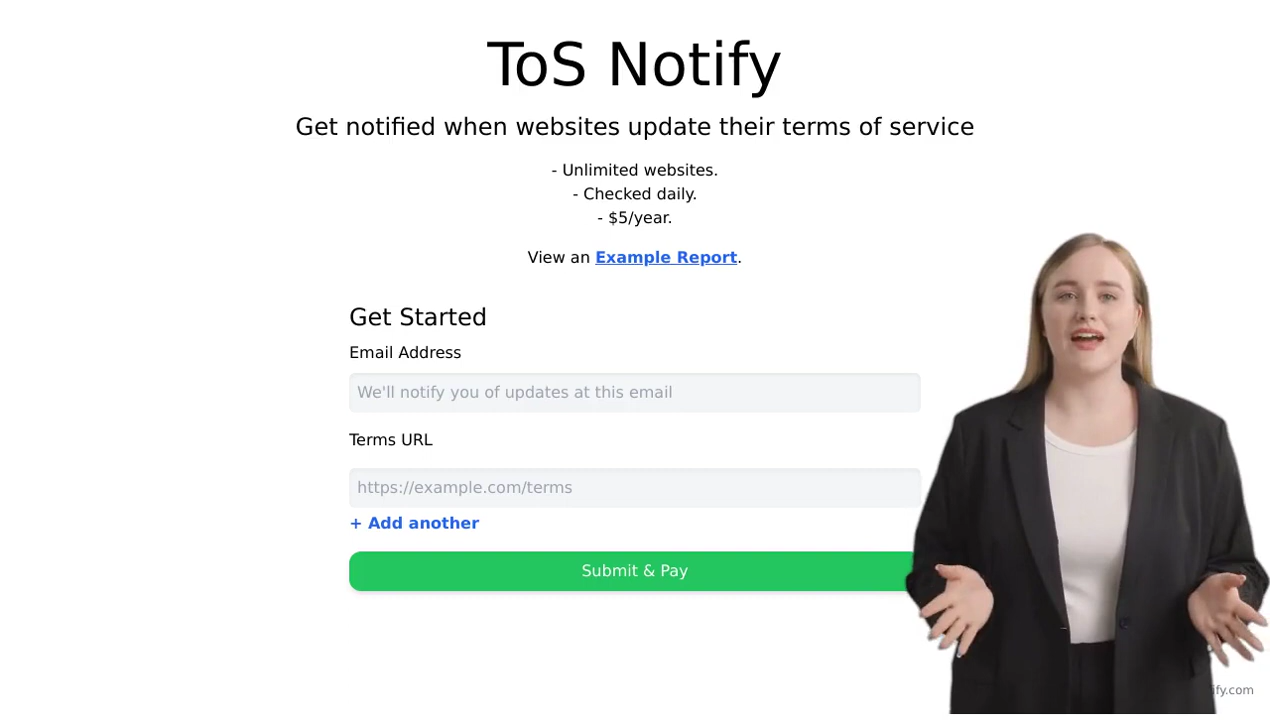 ToS Notify
Get notified when websites update their terms of service
- Unlimited websites.
- Checked daily.
- $5/year.
View an Example Report.
Get Started
Email Address
We'll notify you of updates at this email
Terms URL
https://example.com/terms
+ Add another
Submit & Pay
ify.com